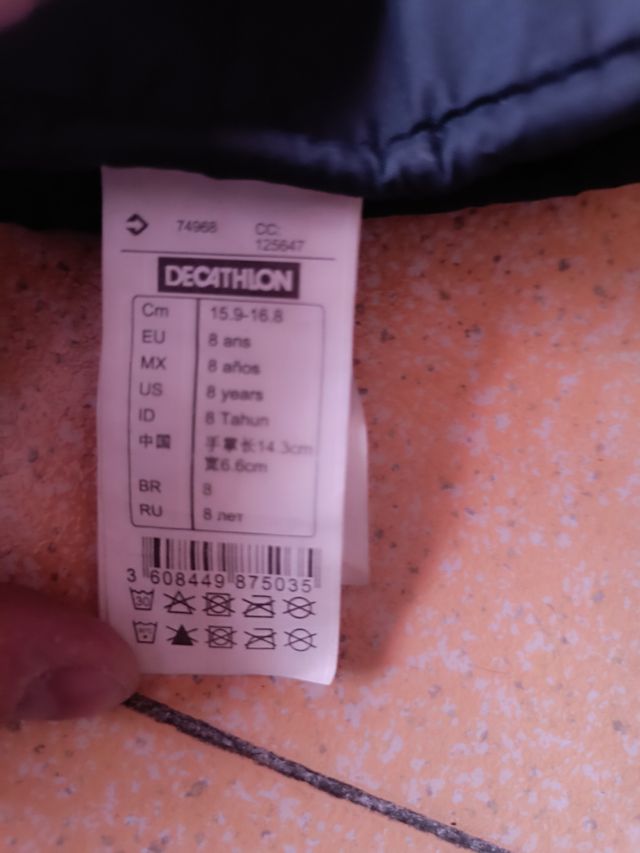 74968 CC:
125647
DECATHLON
Cm 15.9-16.8
EU 8 ans
MX 8 años
US 8 years
ID 8 Tahun
中国 手掌长14.3cm
宽6.6cm
BR 8
RU 8 лет
3 608449 875035
30